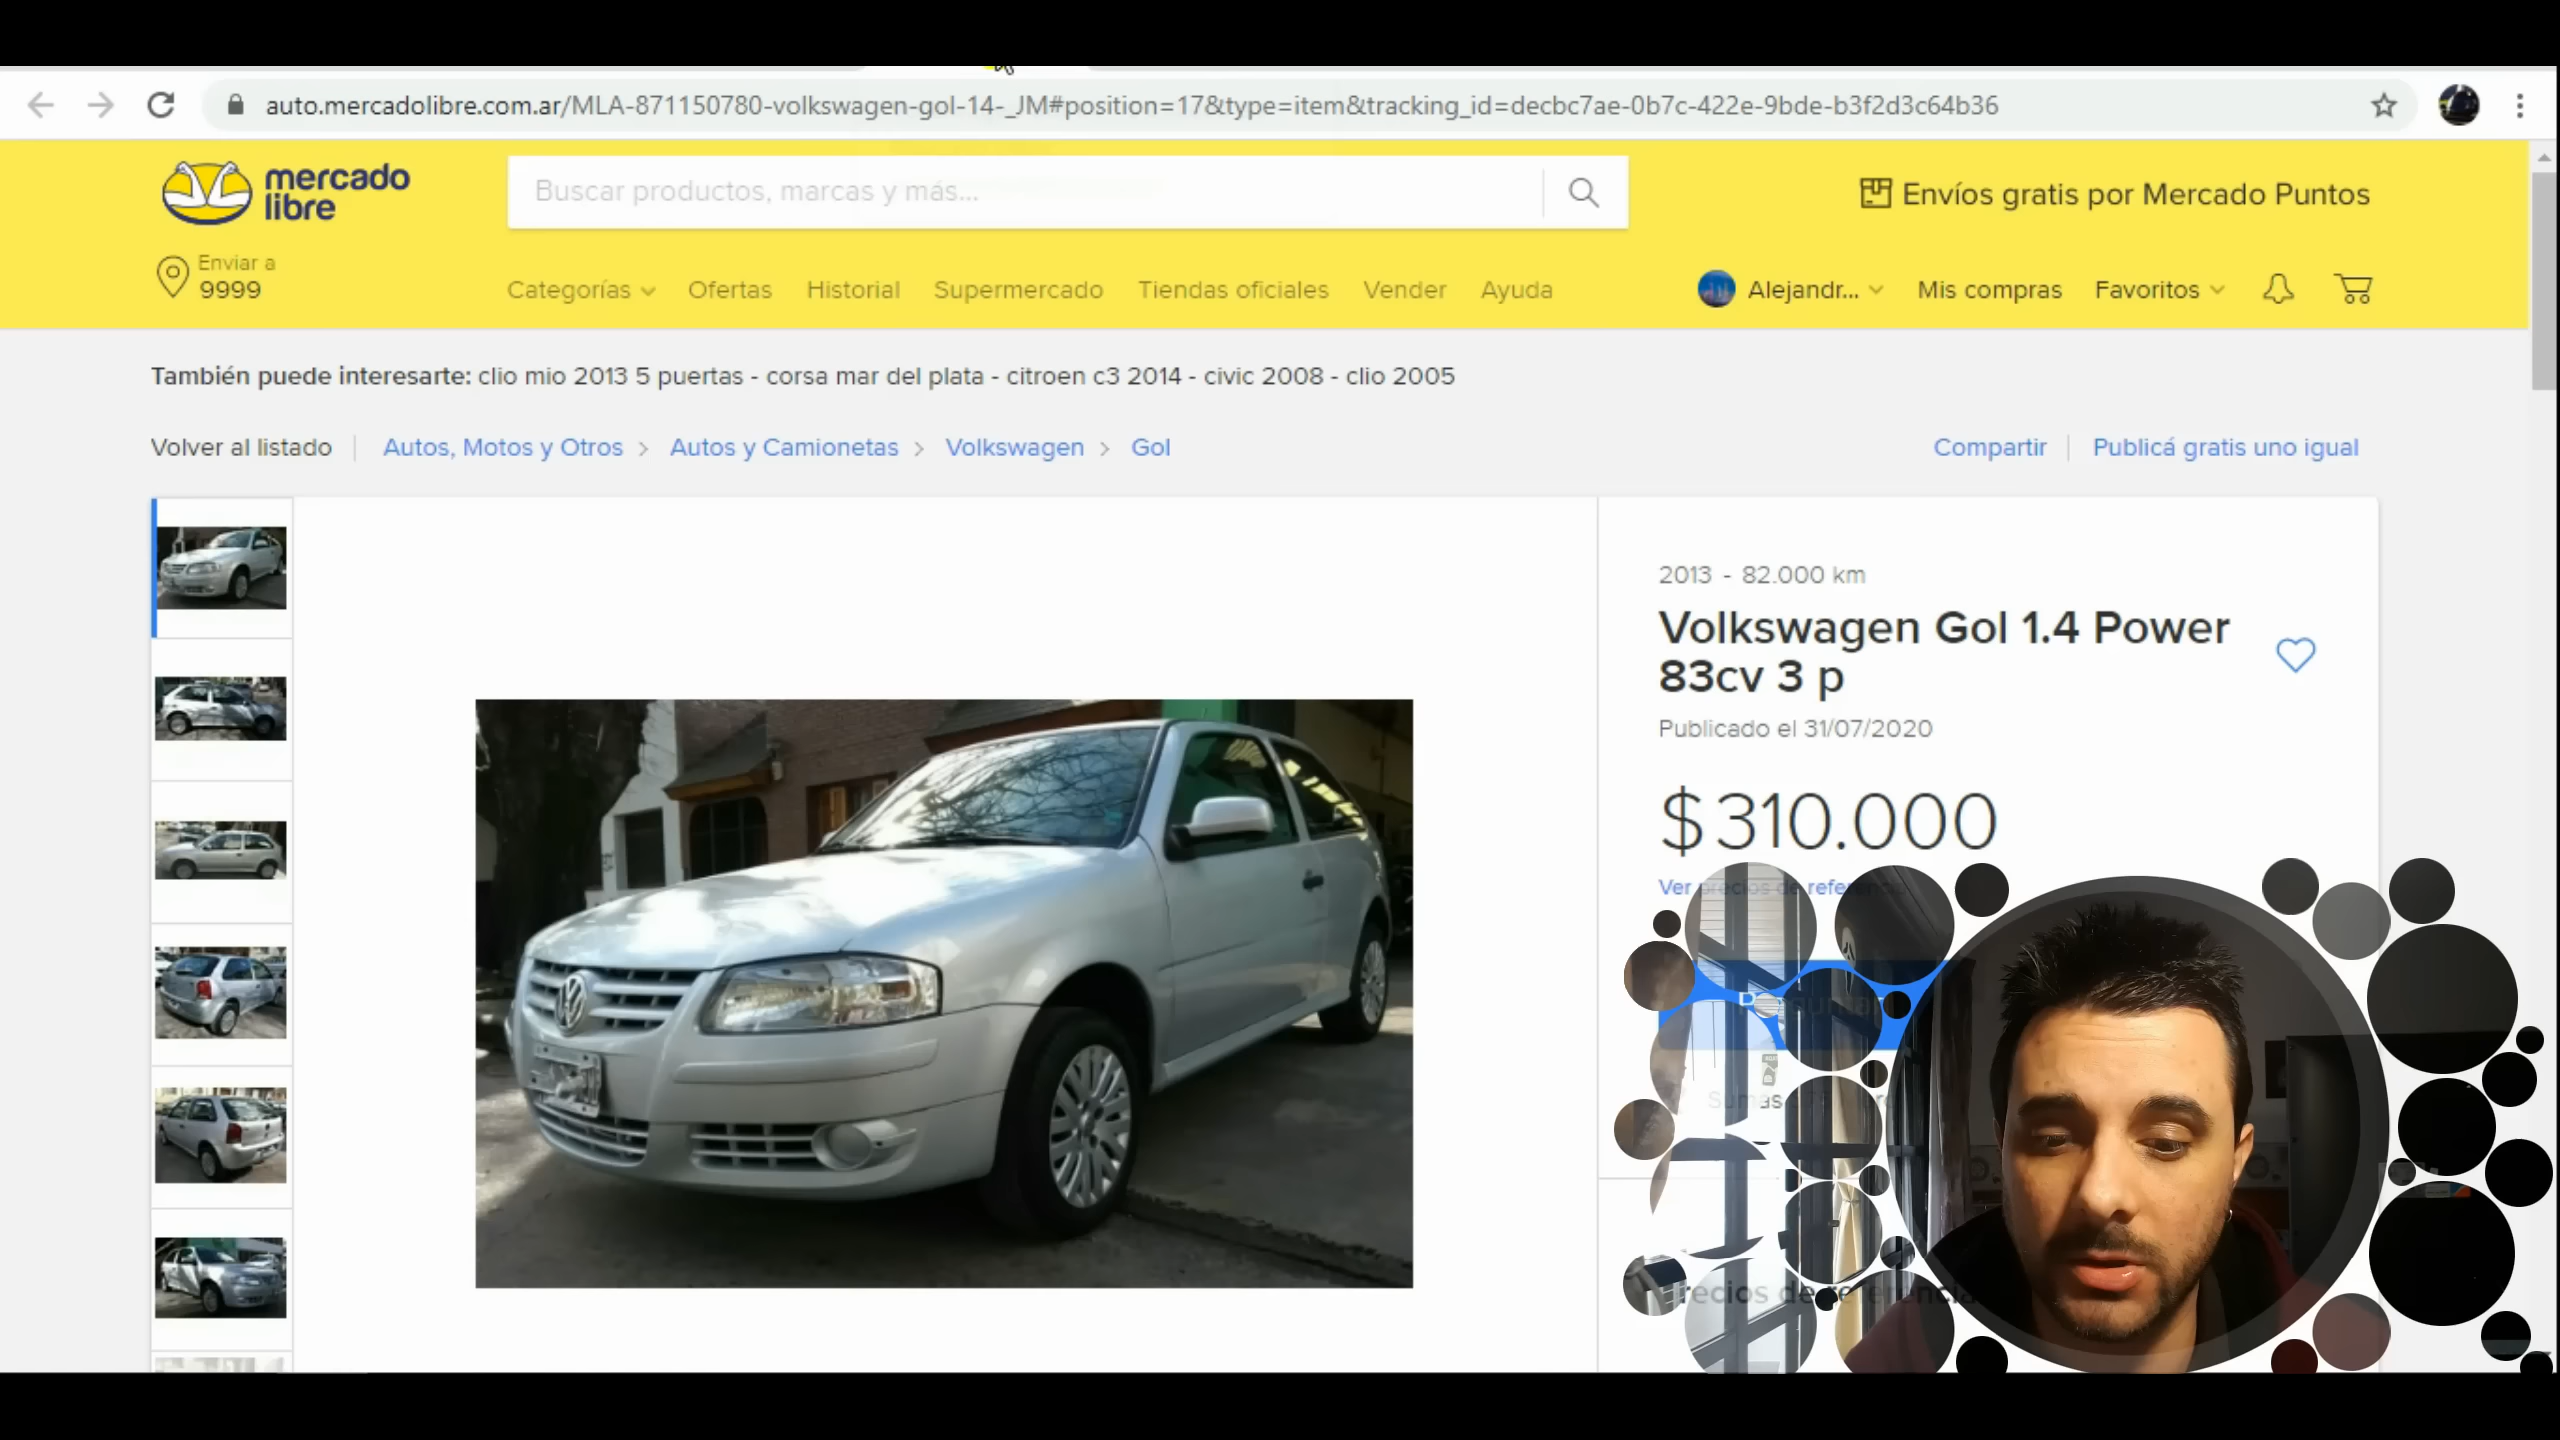 auto.mercadolibre.com.ar/MLA-871150780-volkswagen-gol-14-_JM#position=17&type=item&tracking_id=decbc7ae-0b7c-422e-9bde-b3f2d3c64b36
mercado
libre
Buscar productos, marcas y más...
Envíos gratis por Mercado Puntos
Enviar a
9999
Categorías Ofertas Historial Supermercado Tiendas oficiales Vender Ayuda
Alejandr... Mis compras Favoritos
También puede interesarte: clio mio 2013 5 puertas - corsa mar del plata - citroen c3 2014 - civic 2008 - clio 2005
Volver al listado Autos, Motos y Otros > Autos y Camionetas > Volkswagen > Gol
Compartir Publicá gratis uno igual
2013 - 82.000 km
Volkswagen Gol 1.4 Power
83cv 3 p
Publicado el 31/07/2020
$ 310.000
Ver precios de
Sumas
de